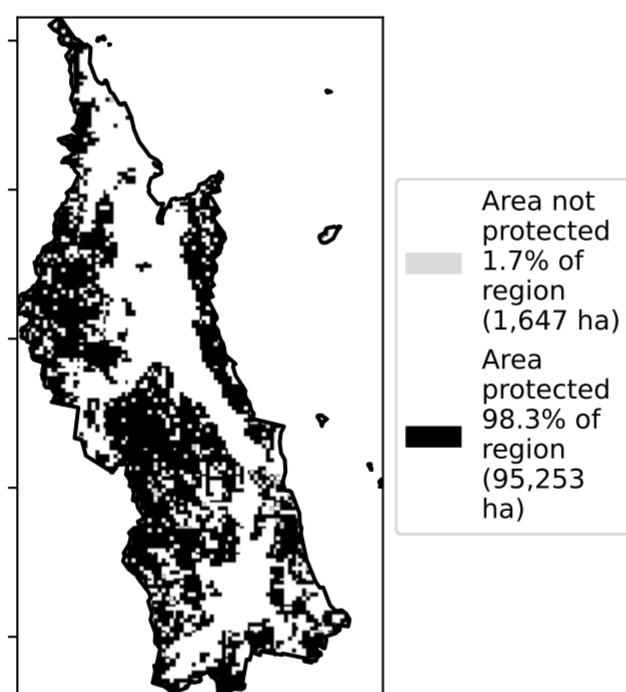 Area not
protected
1.7% of
region
(1,647 ha)
Area
protected
98.3% of
region
(95,253
ha)